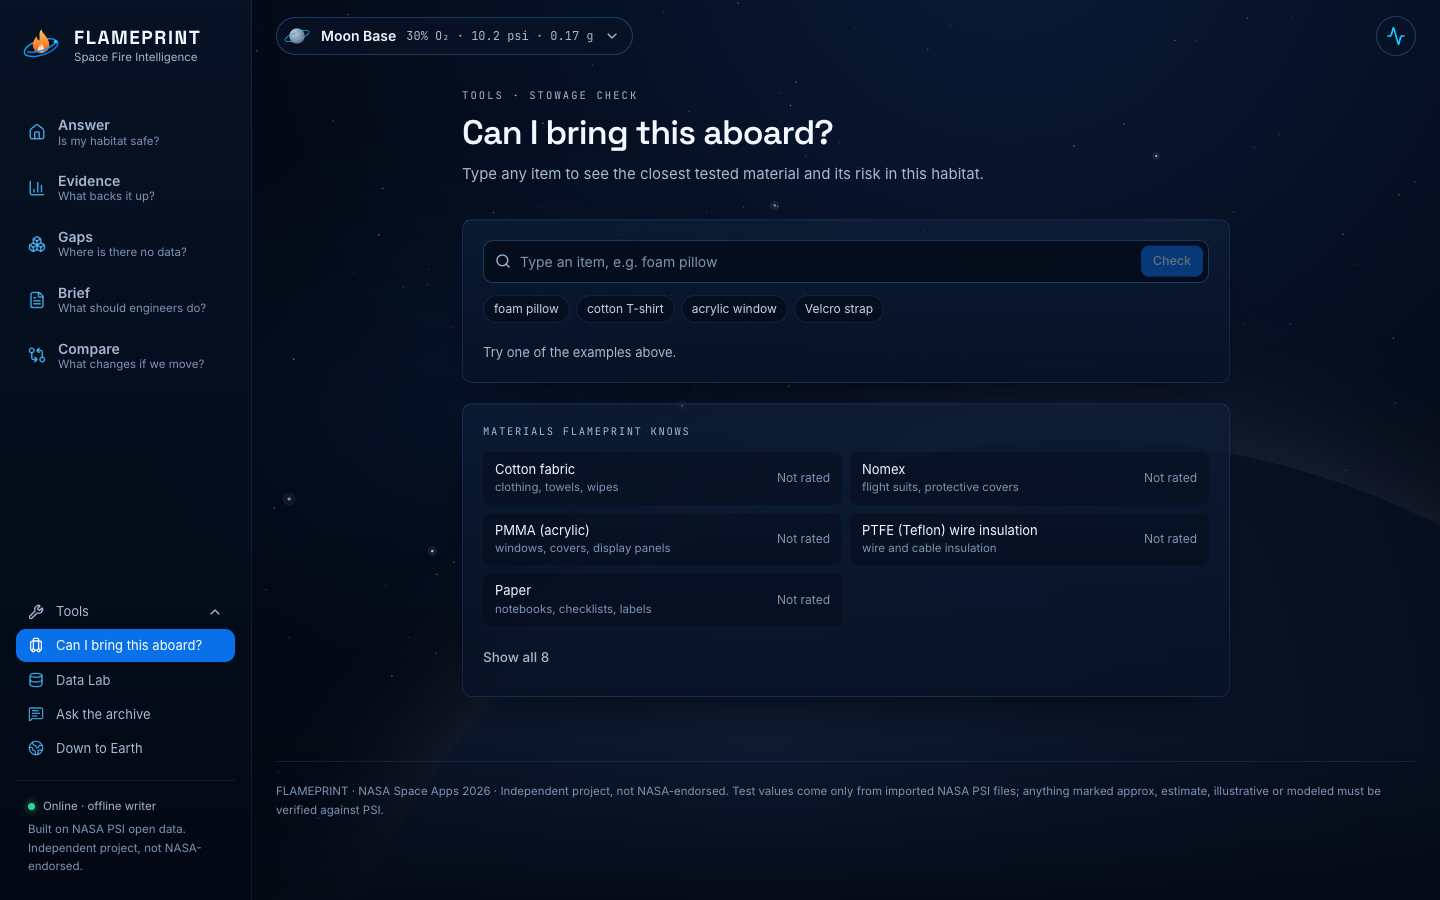 FLAMEPRINT
Space Fire Intelligence
Answer
Is my habitat safe?
Evidence
What backs it up?
Gaps
Where is there no data?
Brief
What should engineers do?
Compare
What changes if we move?
Tools
Can I bring this aboard?
Data Lab
Ask the archive
Down to Earth
Online · offline writer
Built on NASA PSI open data.
Independent project, not NASA-
endorsed.
Moon Base 30% O₂ · 10.2 psi · 0.17 g
TOOLS · STOWAGE CHECK
Can I bring this aboard?
Type any item to see the closest tested material and its risk in this habitat.
Type an item, e.g. foam pillow
Check
foam pillow
cotton T-shirt
acrylic window
Velcro strap
Try one of the examples above.
MATERIALS FLAMEPRINT KNOWS
Cotton fabric
clothing, towels, wipes
Not rated
Nomex
flight suits, protective covers
Not rated
PMMA (acrylic)
windows, covers, display panels
Not rated
PTFE (Teflon) wire insulation
wire and cable insulation
Not rated
Paper
notebooks, checklists, labels
Not rated
Show all 8
FLAMEPRINT · NASA Space Apps 2026 · Independent project, not NASA-endorsed. Test values come only from imported NASA PSI files; anything marked approx, estimate, illustrative or modeled must be
verified against PSI.